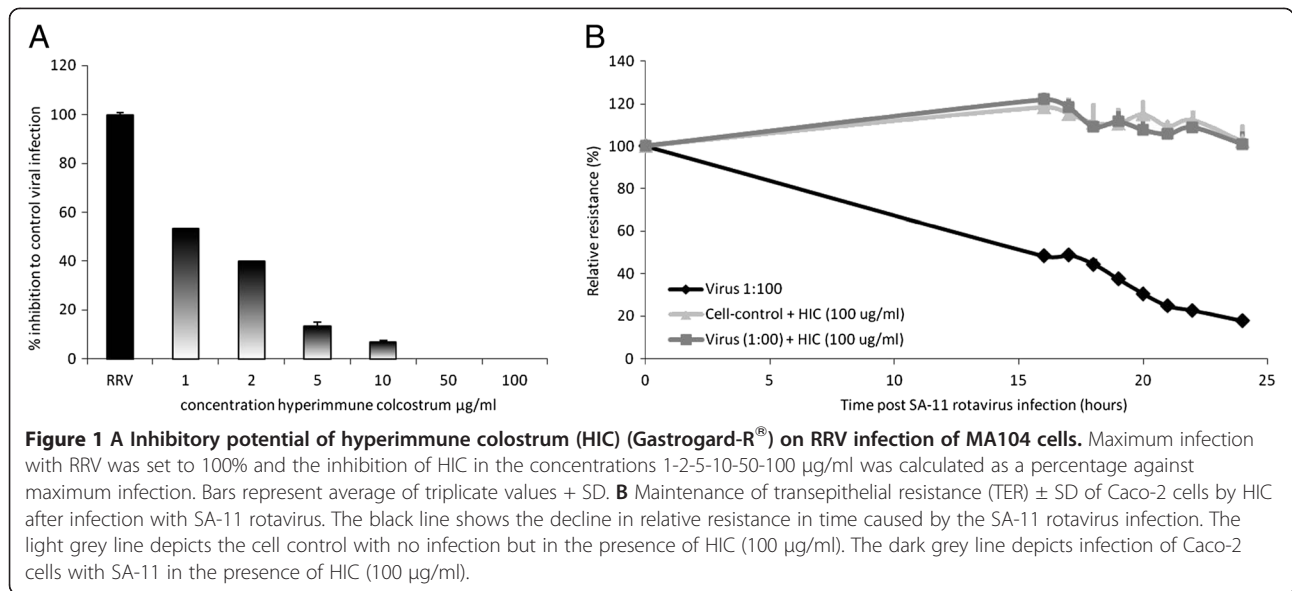 A
% inhibition to control viral infection
120
100
80
60
40
20
0
RRV 1 2 5 10 50 100
concentration hyperimmune colcostrum µg/ml
B
Relative resistance (%)
140
120
100
80
60
40
20
0
Virus 1:100
Cell-control + HIC (100 ug/ml)
Virus (1:00) + HIC (100 ug/ml)
0 5 10 15 20 25
Time post SA-11 rotavirus infection (hours)
Figure 1 A Inhibitory potential of hyperimmune colostrum (HIC) (Gastrogard-R®) on RRV infection of MA104 cells. Maximum infection
with RRV was set to 100% and the inhibition of HIC in the concentrations 1-2-5-10-50-100 µg/ml was calculated as a percentage against
maximum infection. Bars represent average of triplicate values + SD. B Maintenance of transepithelial resistance (TER) ± SD of Caco-2 cells by HIC
after infection with SA-11 rotavirus. The black line shows the decline in relative resistance in time caused by the SA-11 rotavirus infection. The
light grey line depicts the cell control with no infection but in the presence of HIC (100 µg/ml). The dark grey line depicts infection of Caco-2
cells with SA-11 in the presence of HIC (100 µg/ml).